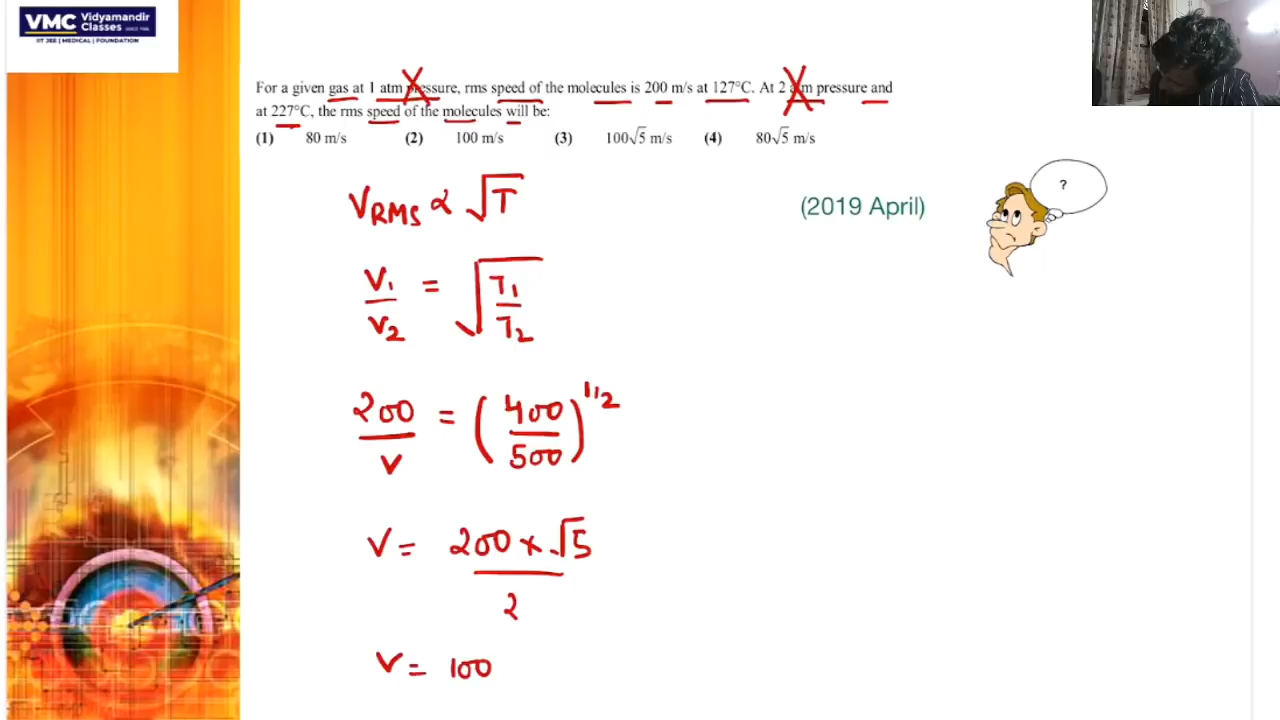 VMC Vidyamandir Classes SINCE 1986
IIT JEE | MEDICAL | FOUNDATION
For a given gas at 1 atm pressure, rms speed of the molecules is 200 m/s at 127°C. At 2 atm pressure and
at 227°C, the rms speed of the molecules will be:
(1) 80 m/s (2) 100 m/s (3) 100√5 m/s (4) 80√5 m/s
V_RMS ∝ √T
(2019 April)
?
V₁/V₂ = √(T₁/T₂)
200/V = (400/500)^1/2
V = 200 × √5 / 2
V = 100